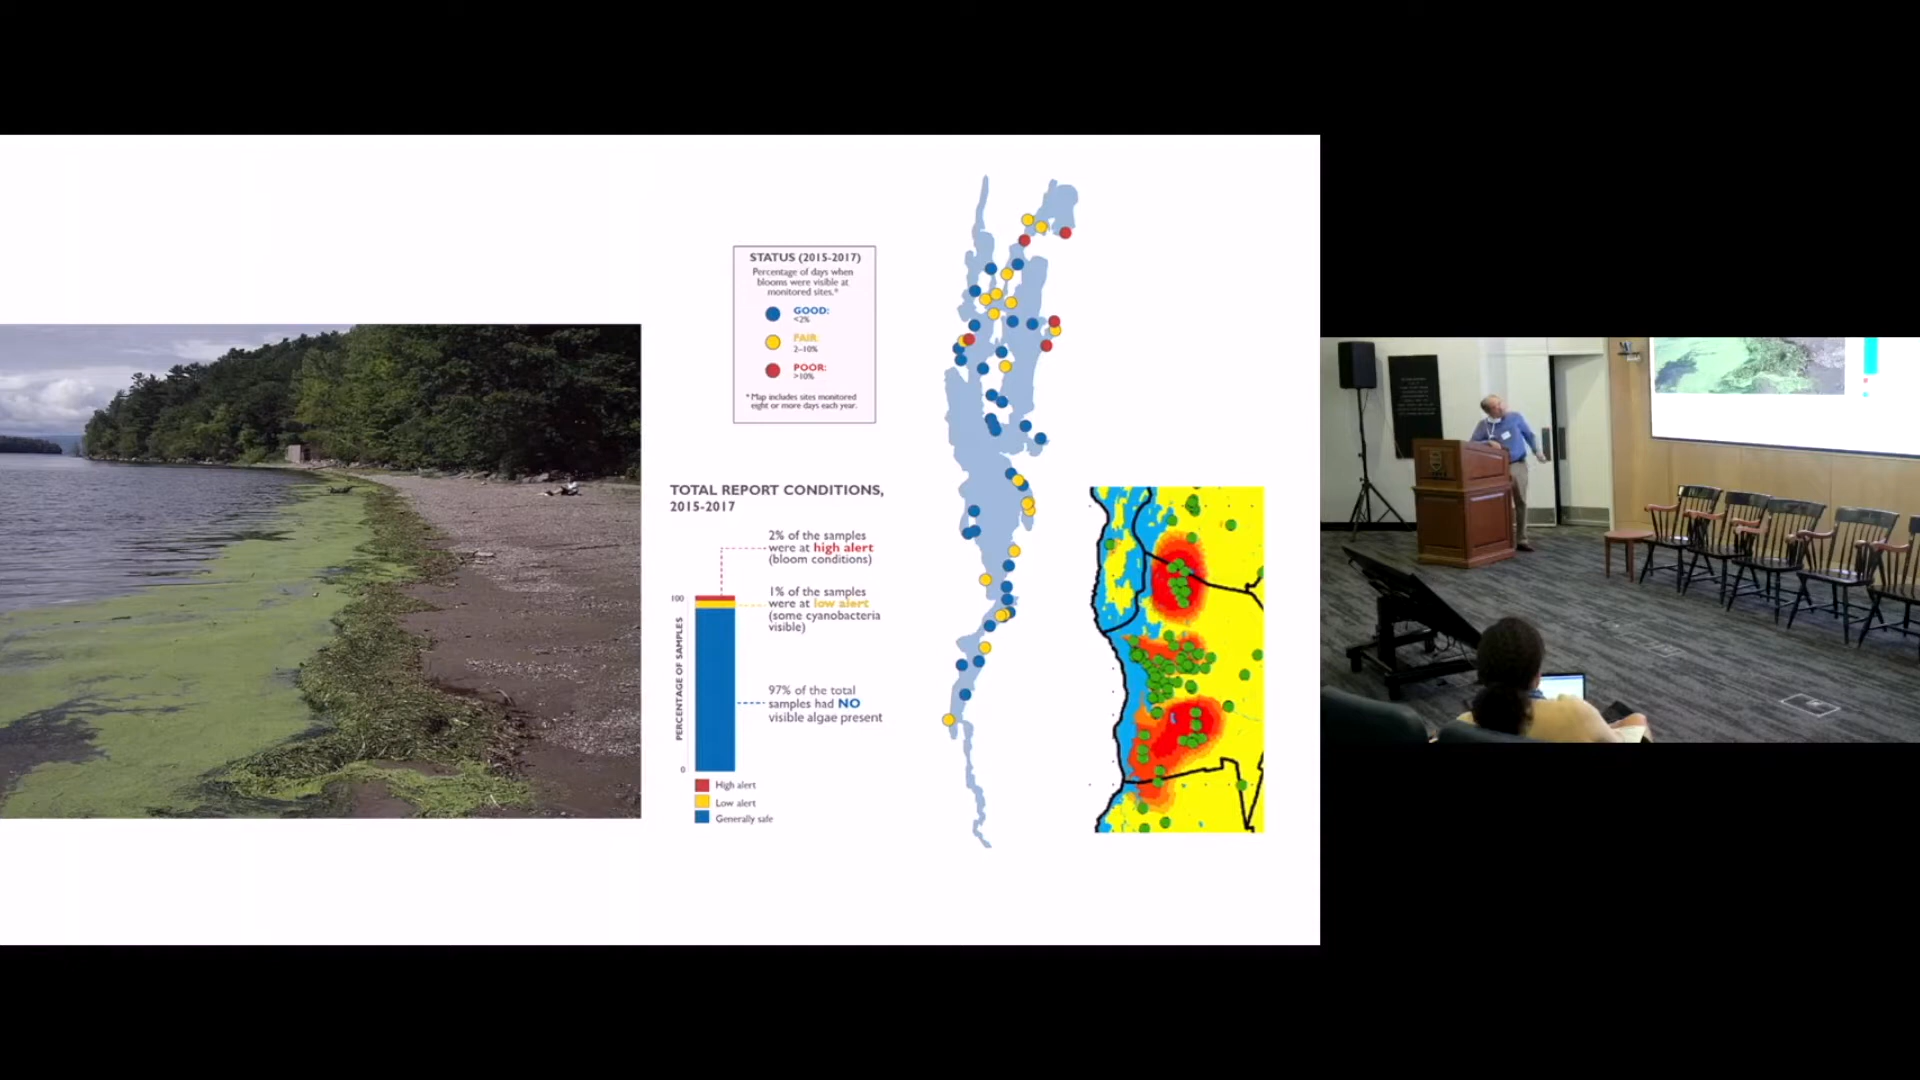 STATUS (2015-2017)
Percentage of days when
blooms were visible at
monitored sites.*
GOOD:
<2%
FAIR:
2–10%
POOR:
>10%
* Map includes sites monitored
eight or more days each year.
TOTAL REPORT CONDITIONS,
2015-2017
2% of the samples
were at high alert
(bloom conditions)
1% of the samples
were at low alert
(some cyanobacteria
visible)
97% of the total
samples had NO
visible algae present
100
PERCENTAGE OF SAMPLES
0
High alert
Low alert
Generally safe